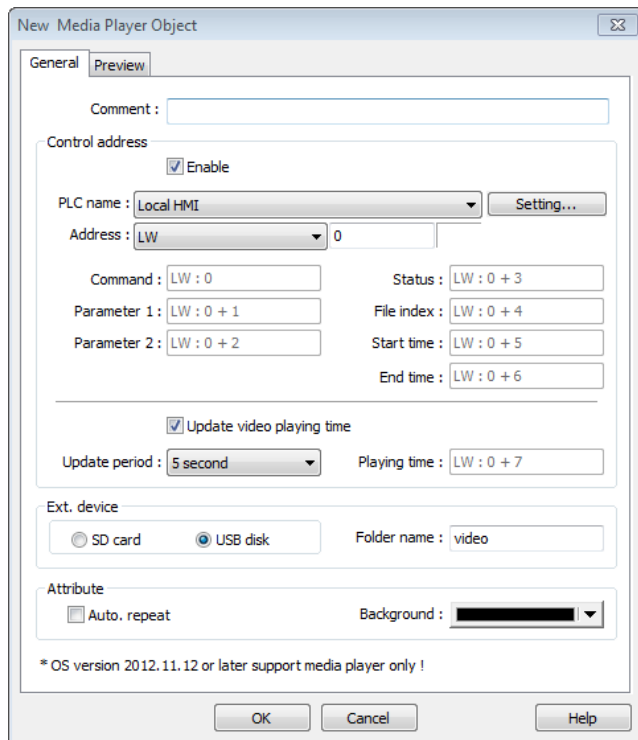 New Media Player Object
General Preview
Comment :
Control address
Enable
PLC name : Local HMI Setting...
Address : LW 0
Command : LW : 0 Status : LW : 0 + 3
Parameter 1 : LW : 0 + 1 File index : LW : 0 + 4
Parameter 2 : LW : 0 + 2 Start time : LW : 0 + 5
End time : LW : 0 + 6
Update video playing time
Update period : 5 second Playing time : LW : 0 + 7
Ext. device
SD card USB disk Folder name : video
Attribute
Auto. repeat Background :
* OS version 2012.11.12 or later support media player only !
OK Cancel Help